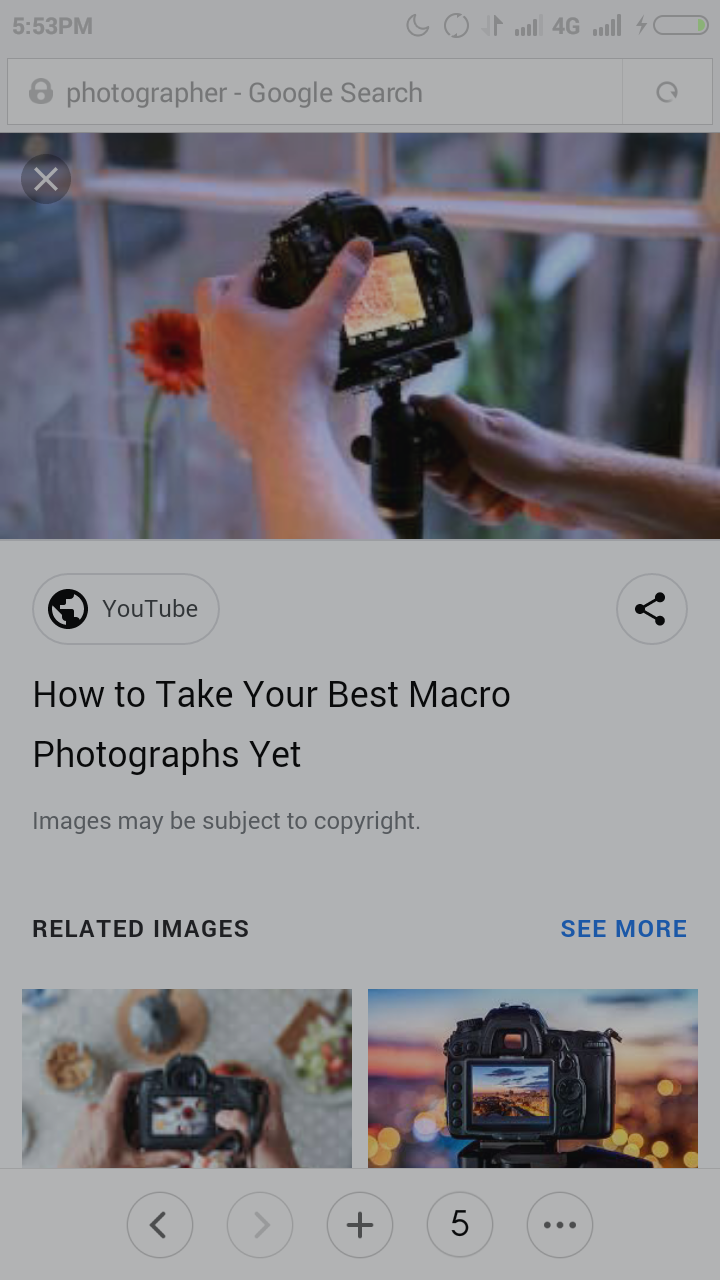 5:53PM
4G
photographer - Google Search
YouTube
How to Take Your Best Macro
Photographs Yet
Images may be subject to copyright.
RELATED IMAGES
SEE MORE
5